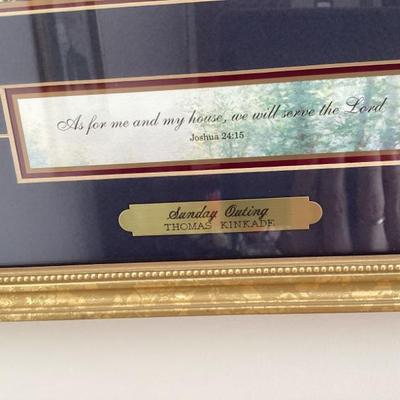 As for me and my house, we will serve the Lord
Joshua 24:15
Sunday Outing
THOMAS KINKADE